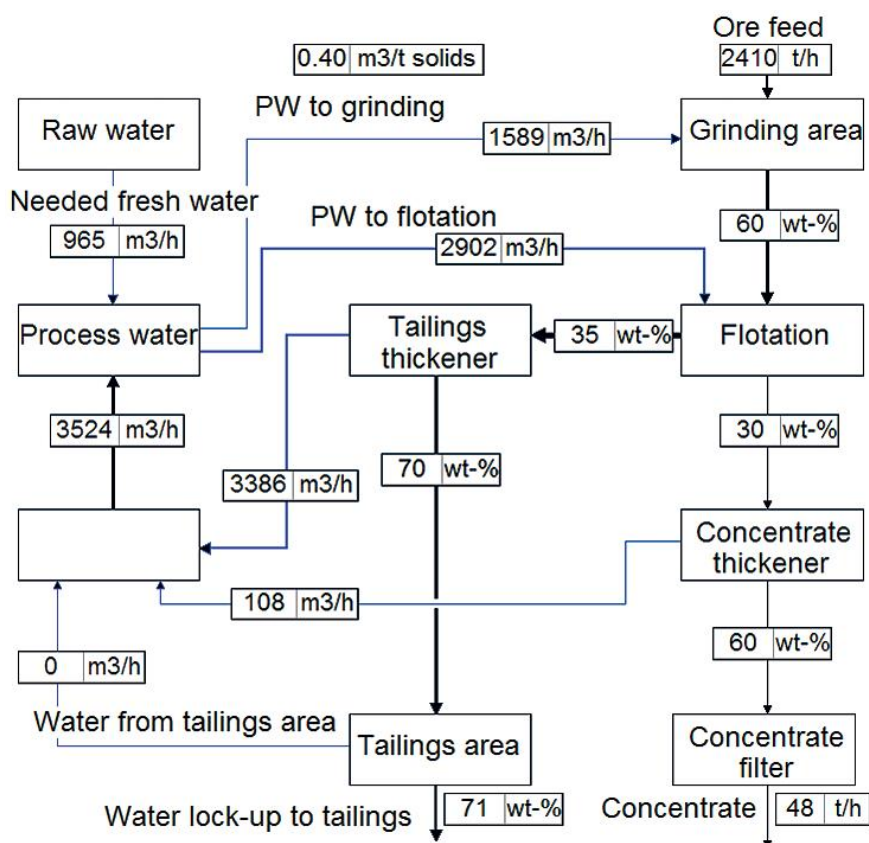 Ore feed
0.40 m3/t solids
2410 t/h
PW to grinding
Raw water
1589 m3/h
Grinding area
Needed fresh water
PW to flotation
965 m3/h
2902 m3/h
60 wt-%
Process water
Tailings
thickener
35 wt-%
Flotation
3524 m3/h
30 wt-%
70 wt-%
3386 m3/h
Concentrate
thickener
108 m3/h
60 wt-%
0 m3/h
Water from tailings area
Tailings area
Concentrate
filter
Water lock-up to tailings
71 wt-%
Concentrate
48 t/h